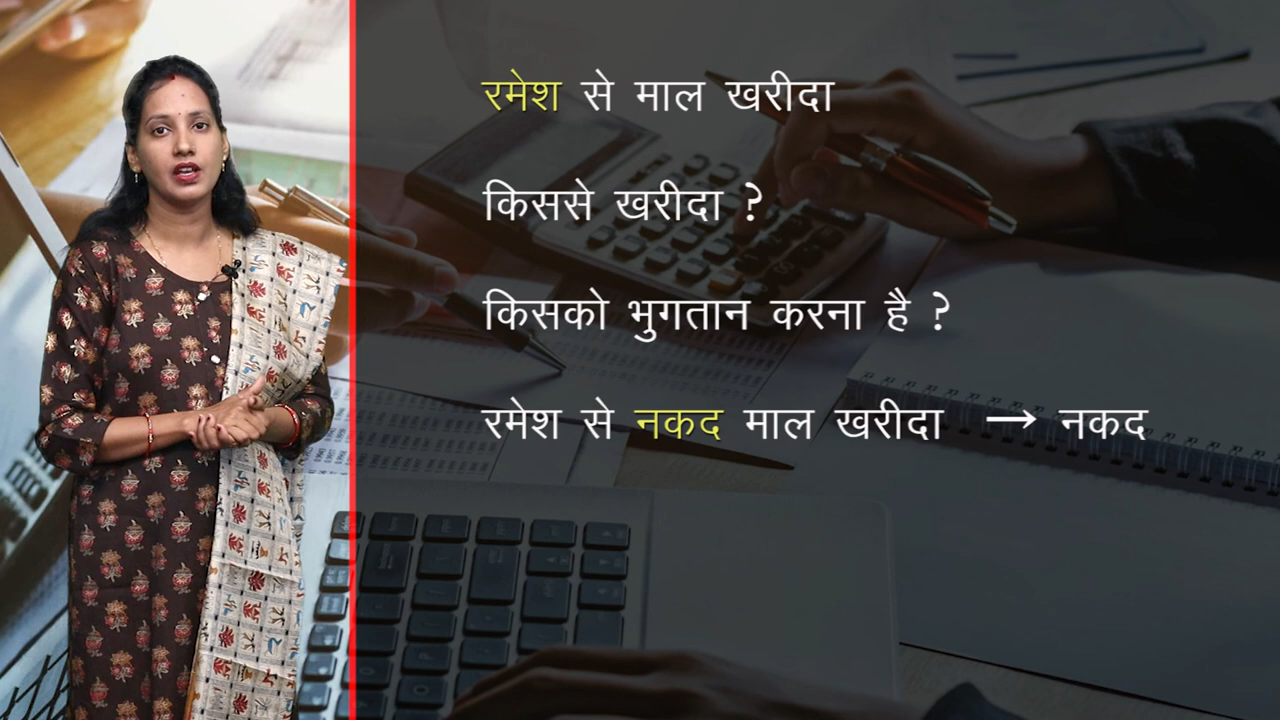 रमेश से माल खरीदा
किससे खरीदा ?
किसको भुगतान करना है ?
रमेश से नकद माल खरीदा → नकद